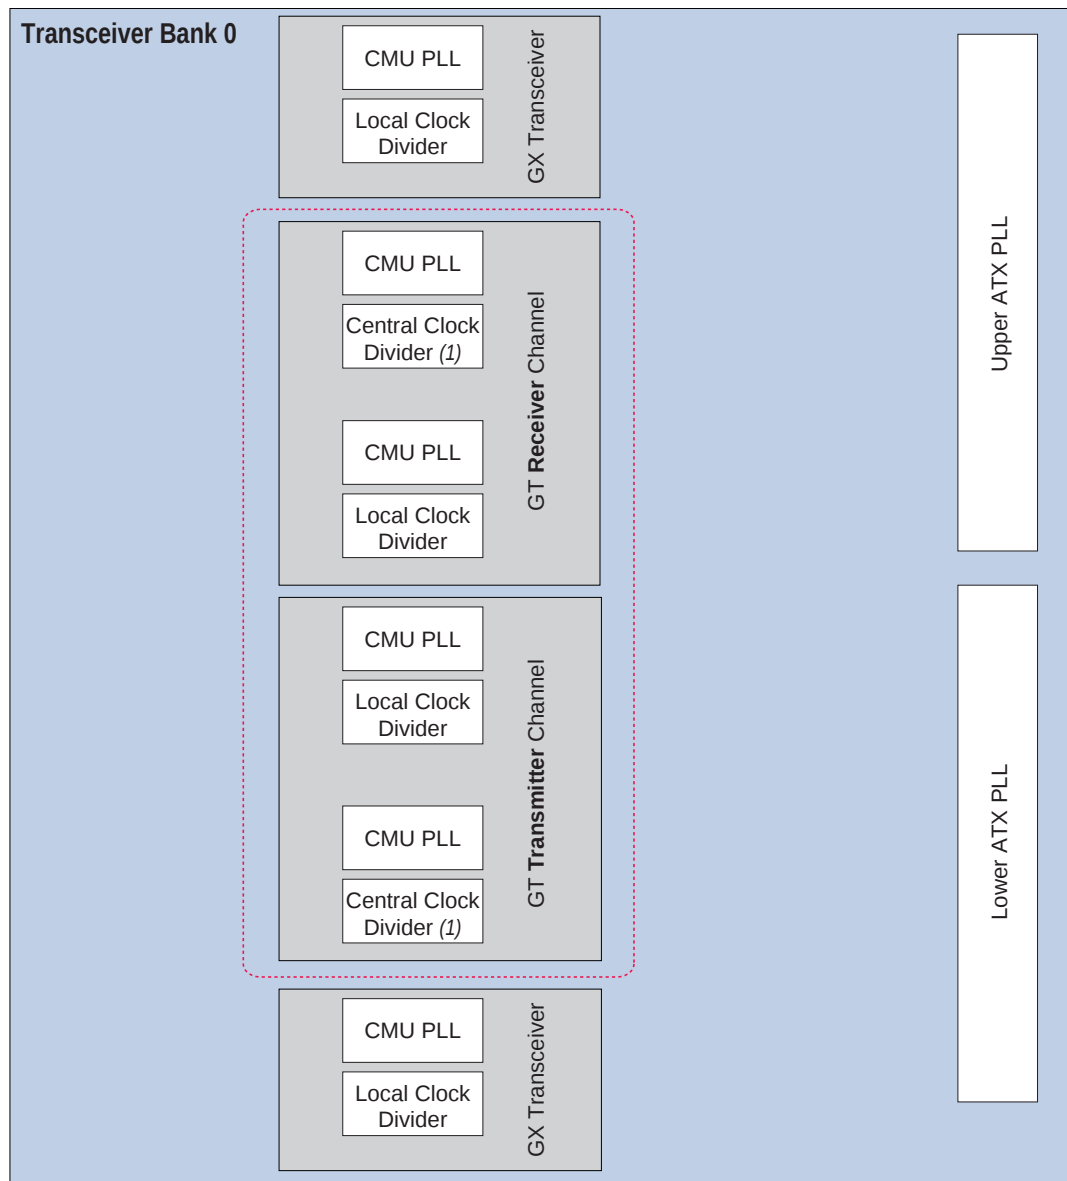 Transceiver Bank 0
CMU PLL
Local Clock
Divider
GX Transceiver
CMU PLL
Central Clock
Divider (1)
CMU PLL
Local Clock
Divider
GT Receiver Channel
CMU PLL
Local Clock
Divider
CMU PLL
Central Clock
Divider (1)
GT Transmitter Channel
CMU PLL
Local Clock
Divider
GX Transceiver
Upper ATX PLL
Lower ATX PLL